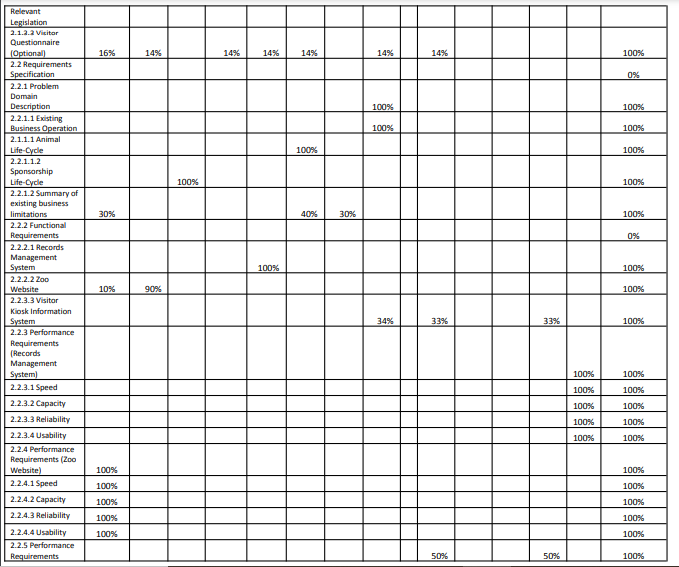 Relevant
Legislation
2.1.3.3 Visitor
Questionnaire
(Optional) 16% 14% 14% 14% 14% 14% 14% 100%
2.2 Requirements
Specification 0%
2.2.1 Problem
Domain
Description 100% 100%
2.2.1.1 Existing
Business Operation 100% 100%
2.1.1.1 Animal
Life-Cycle 100% 100%
2.2.1.1.2
Sponsorship
Life-Cycle 100% 100%
2.2.1.2 Summary of
existing business
limitations 30% 40% 30% 100%
2.2.2 Functional
Requirements 0%
2.2.2.1 Records
Management
System 100% 100%
2.2.2.2 Zoo
Website 10% 90% 100%
2.2.3.3 Visitor
Kiosk Information
System 34% 33% 33% 100%
2.2.3 Performance
Requirements
(Records
Management
System) 100% 100%
2.2.3.1 Speed 100% 100%
2.2.3.2 Capacity 100% 100%
2.2.3.3 Reliability 100% 100%
2.2.3.4 Usability 100% 100%
2.2.4 Performance
Requirements (Zoo
Website) 100% 100%
2.2.4.1 Speed 100% 100%
2.2.4.2 Capacity 100% 100%
2.2.4.3 Reliability 100% 100%
2.2.4.4 Usability 100% 100%
2.2.5 Performance
Requirements 50% 50% 100%